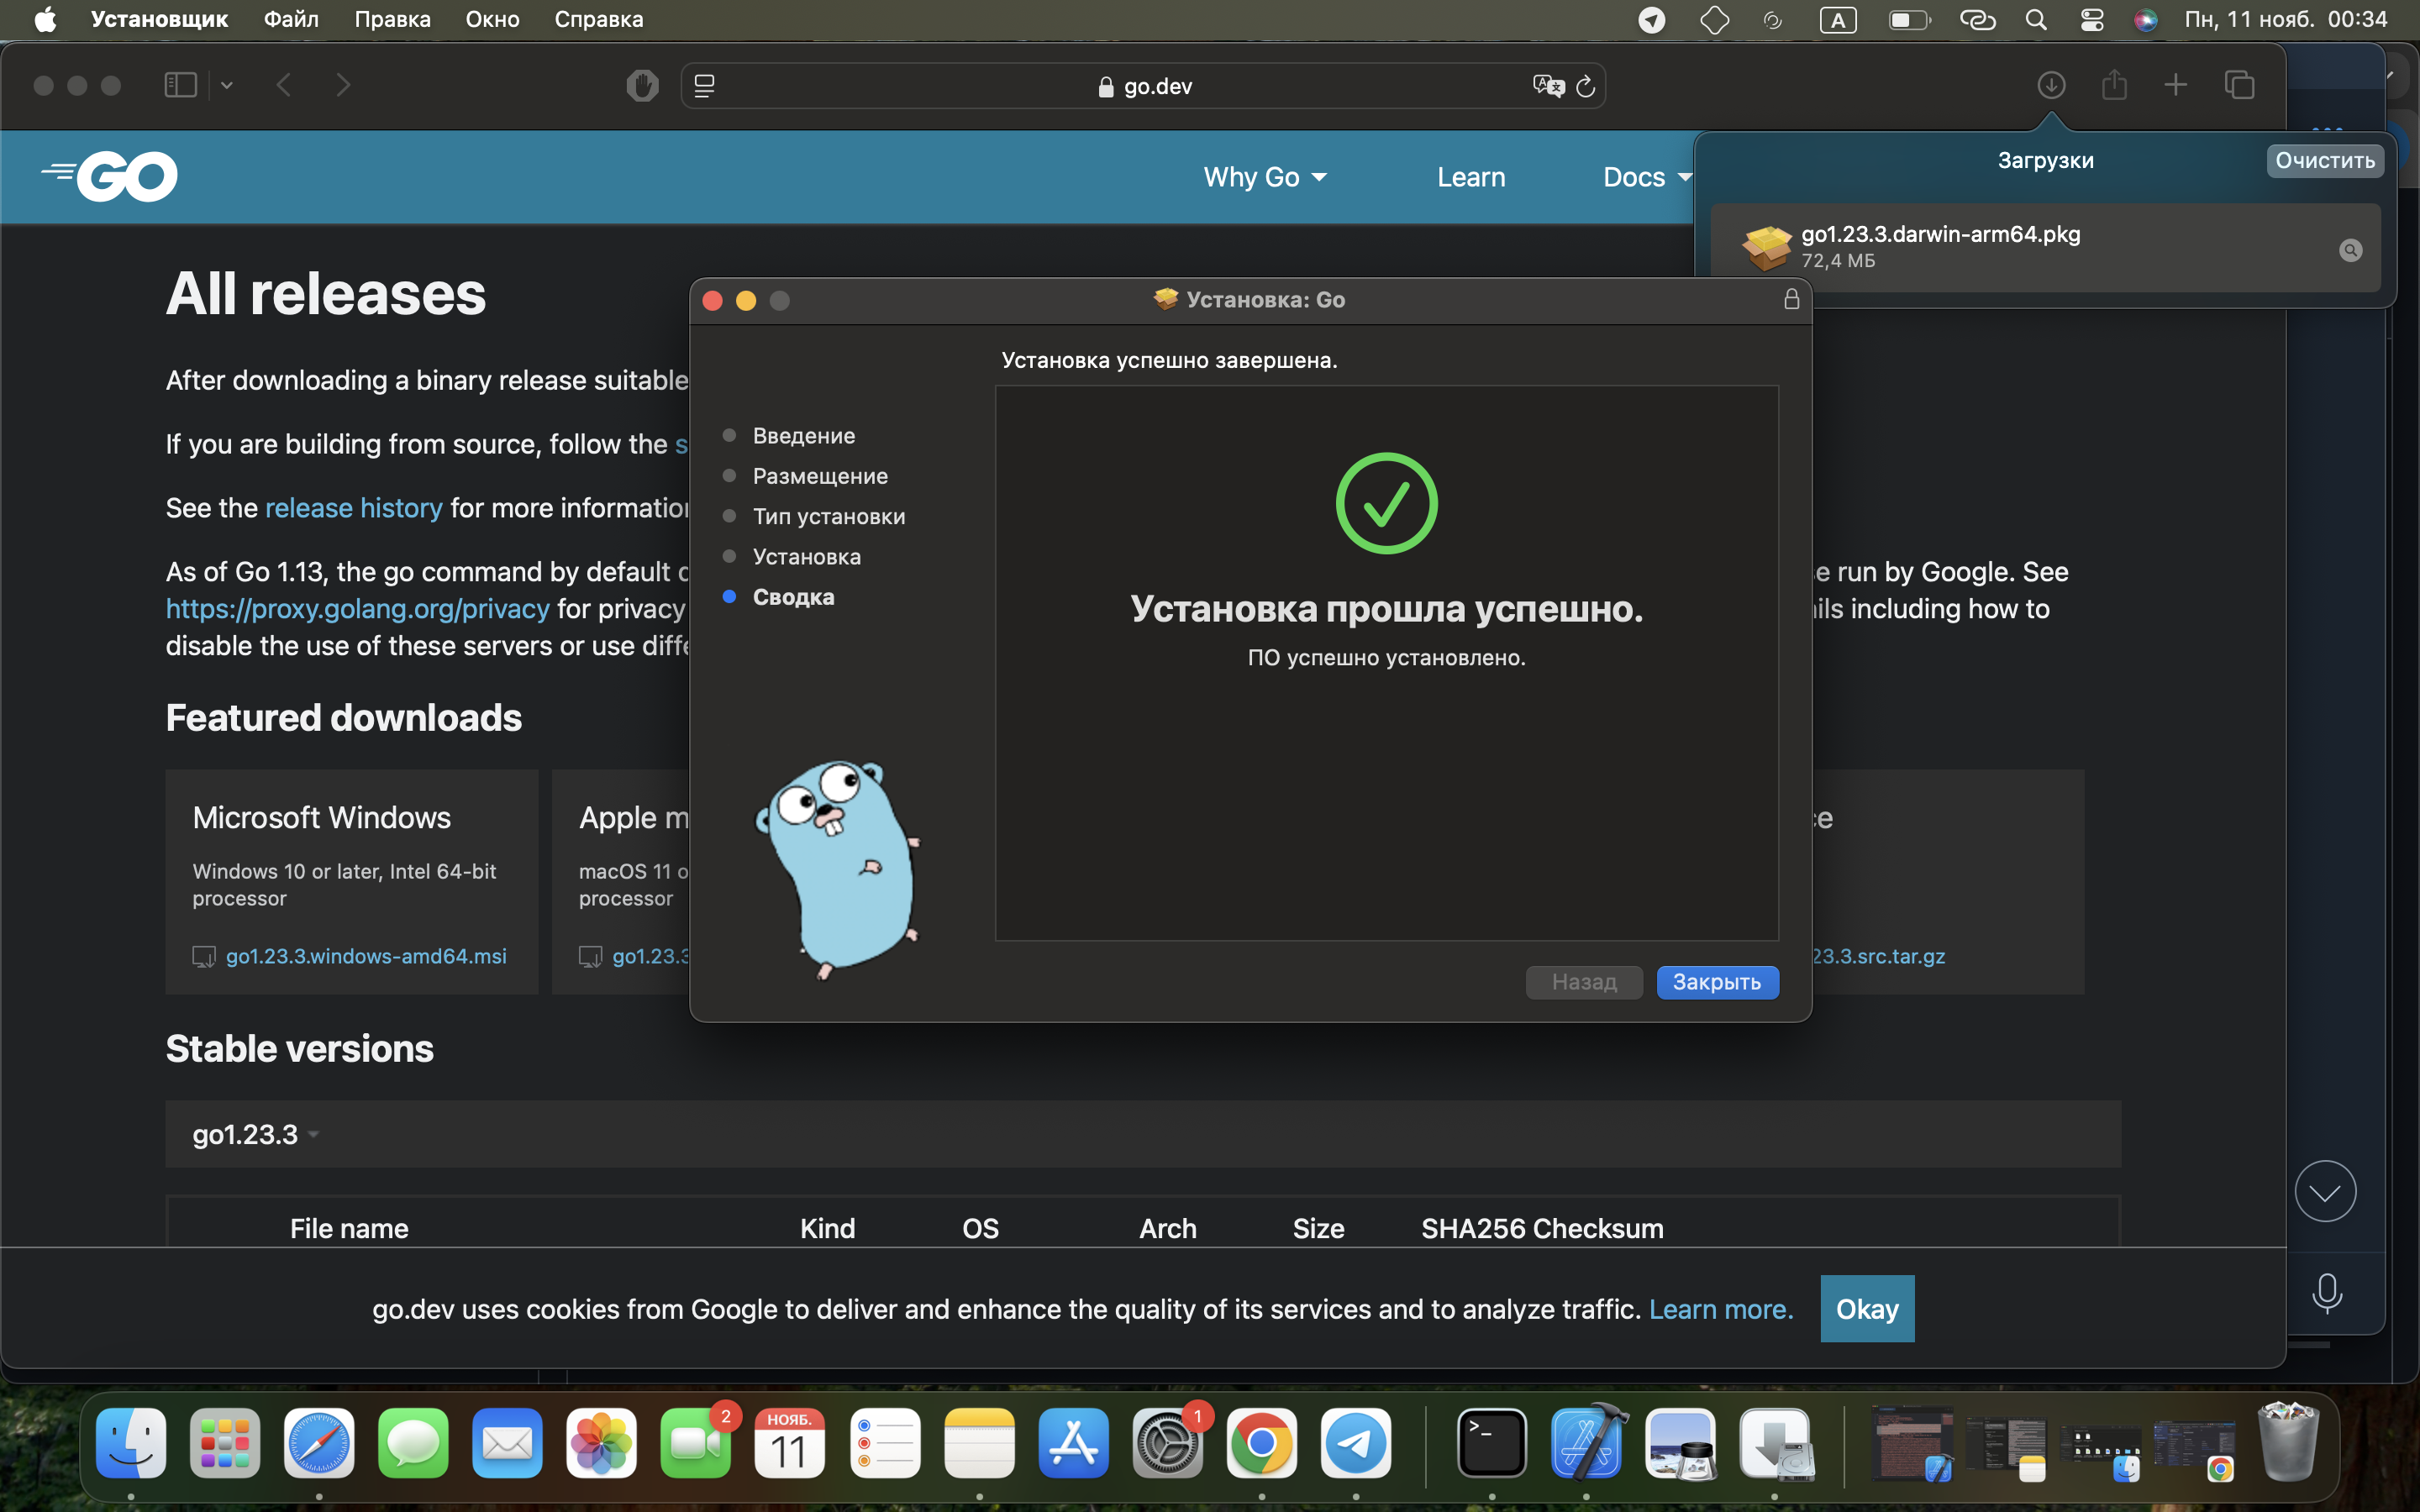 Установщик Файл Правка Окно Справка A Пн, 11 нояб. 00:34
go.dev
GO Why Go Learn Docs
Загрузки Очистить
go1.23.3.darwin-arm64.pkg
72,4 МБ
All releases
After downloading a binary release suitable
If you are building from source, follow the s
See the release history for more information
As of Go 1.13, the go command by default e run by Google. See
https://proxy.golang.org/privacy for privacy ils including how to
disable the use of these servers or use diffe
Установка: Go
Установка успешно завершена.
Введение
Размещение
Тип установки
Установка
Сводка
Установка прошла успешно.
ПО успешно установлено.
Назад Закрыть
Featured downloads
Microsoft Windows
Windows 10 or later, Intel 64-bit
processor
go1.23.3.windows-amd64.msi
Apple m
macOS 11 o
processor
go1.23.3
ce
23.3.src.tar.gz
Stable versions
go1.23.3
File name Kind OS Arch Size SHA256 Checksum
go.dev uses cookies from Google to deliver and enhance the quality of its services and to analyze traffic. Learn more. Okay
2
НОЯБ.
11
1
>_